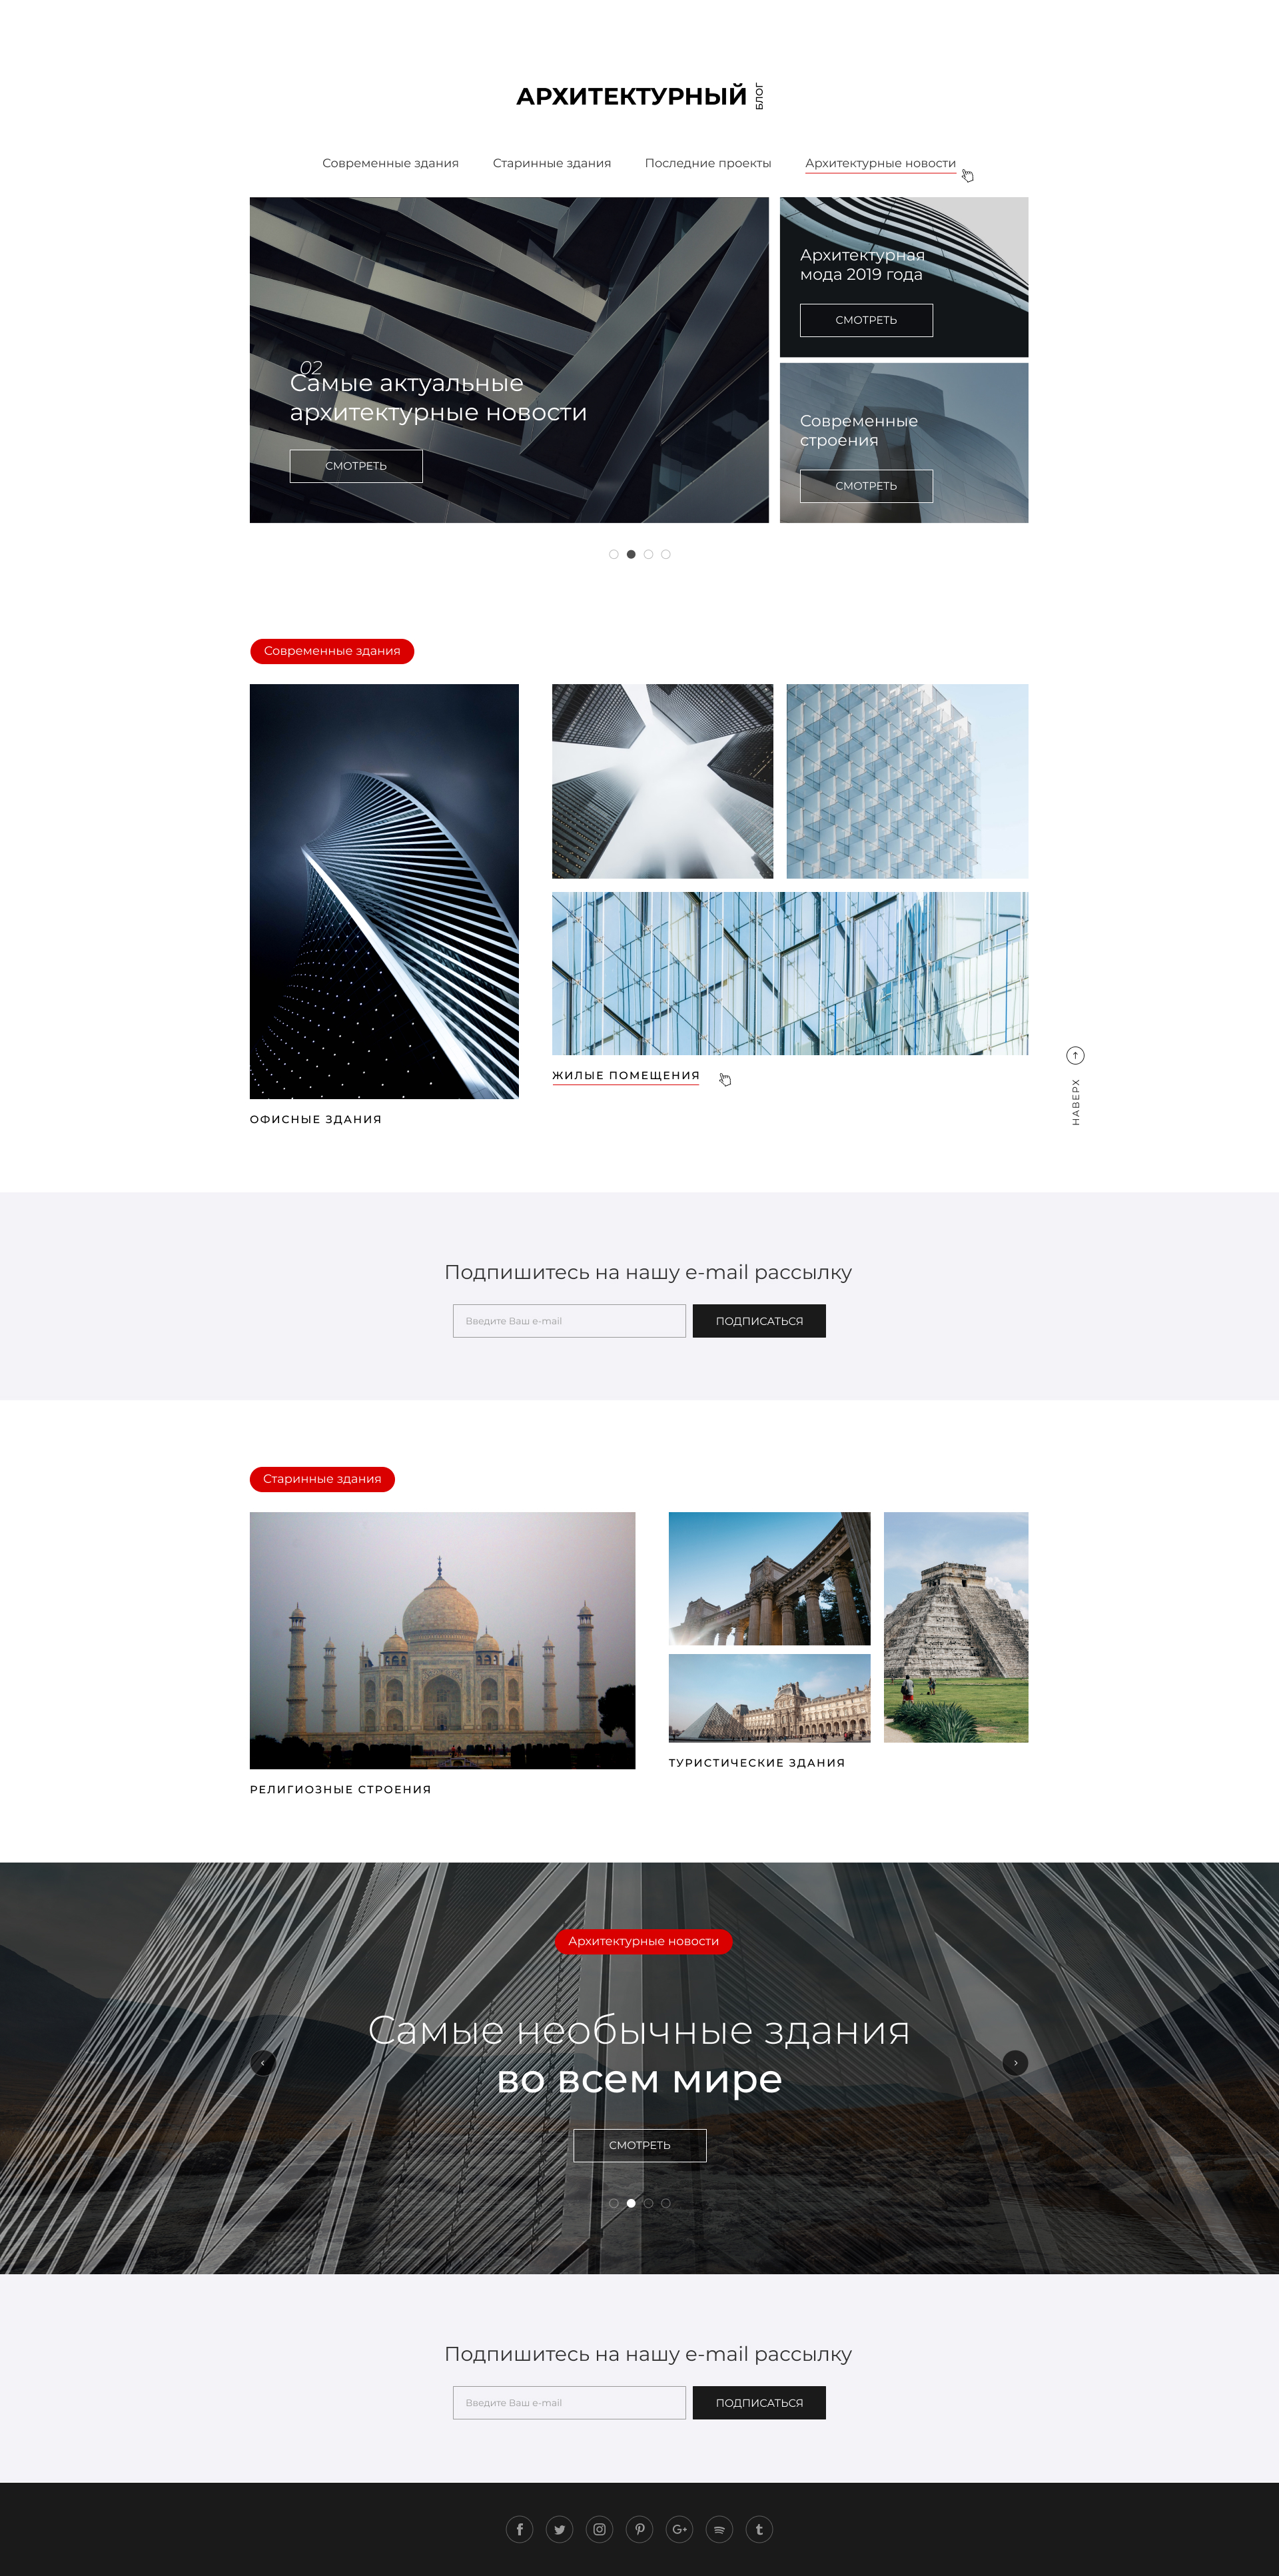 АРХИТЕКТУРНЫЙ БЛОГ
Современные здания Старинные здания Последние проекты Архитектурные новости
02
Самые актуальные
архитектурные новости
СМОТРЕТЬ
Архитектурная
мода 2019 года
СМОТРЕТЬ
Современные
строения
СМОТРЕТЬ
Современные здания
ЖИЛЫЕ ПОМЕЩЕНИЯ
ОФИСНЫЕ ЗДАНИЯ
НАВЕРХ
Подпишитесь на нашу e-mail рассылку
Введите Ваш e-mail ПОДПИСАТЬСЯ
Старинные здания
ТУРИСТИЧЕСКИЕ ЗДАНИЯ
РЕЛИГИОЗНЫЕ СТРОЕНИЯ
Архитектурные новости
Самые необычные здания
во всем мире
СМОТРЕТЬ
Подпишитесь на нашу e-mail рассылку
Введите Ваш e-mail ПОДПИСАТЬСЯ